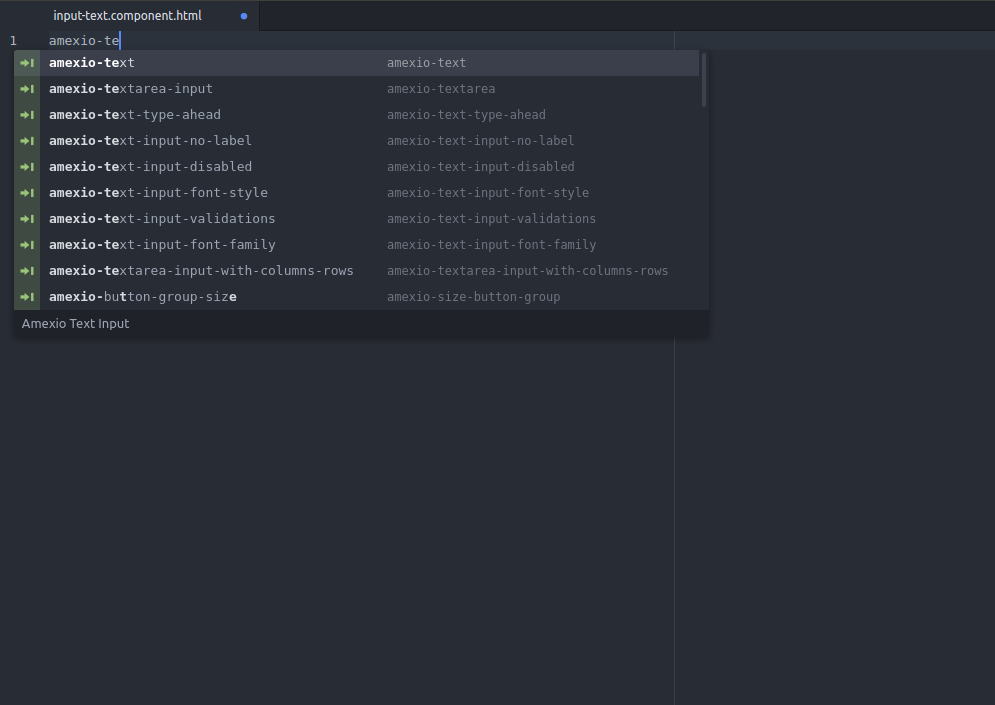 input-text.component.html
1 amexio-te
amexio-text amexio-text
amexio-textarea-input amexio-textarea
amexio-text-type-ahead amexio-text-type-ahead
amexio-text-input-no-label amexio-text-input-no-label
amexio-text-input-disabled amexio-text-input-disabled
amexio-text-input-font-style amexio-text-input-font-style
amexio-text-input-validations amexio-text-input-validations
amexio-text-input-font-family amexio-text-input-font-family
amexio-textarea-input-with-columns-rows amexio-textarea-input-with-columns-rows
amexio-button-group-size amexio-size-button-group
Amexio Text Input